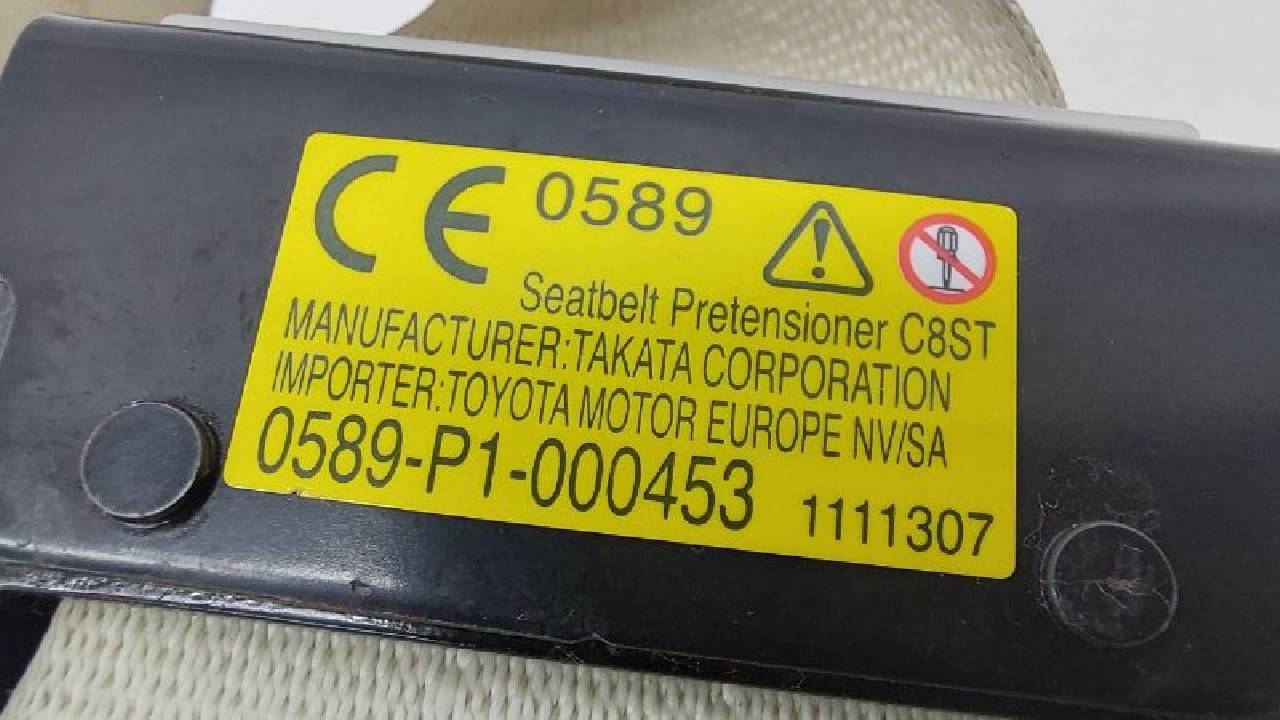 CE 0589
Seatbelt Pretensioner C8ST
MANUFACTURER:TAKATA CORPORATION
IMPORTER:TOYOTA MOTOR EUROPE NV/SA
0589-P1-000453 1111307